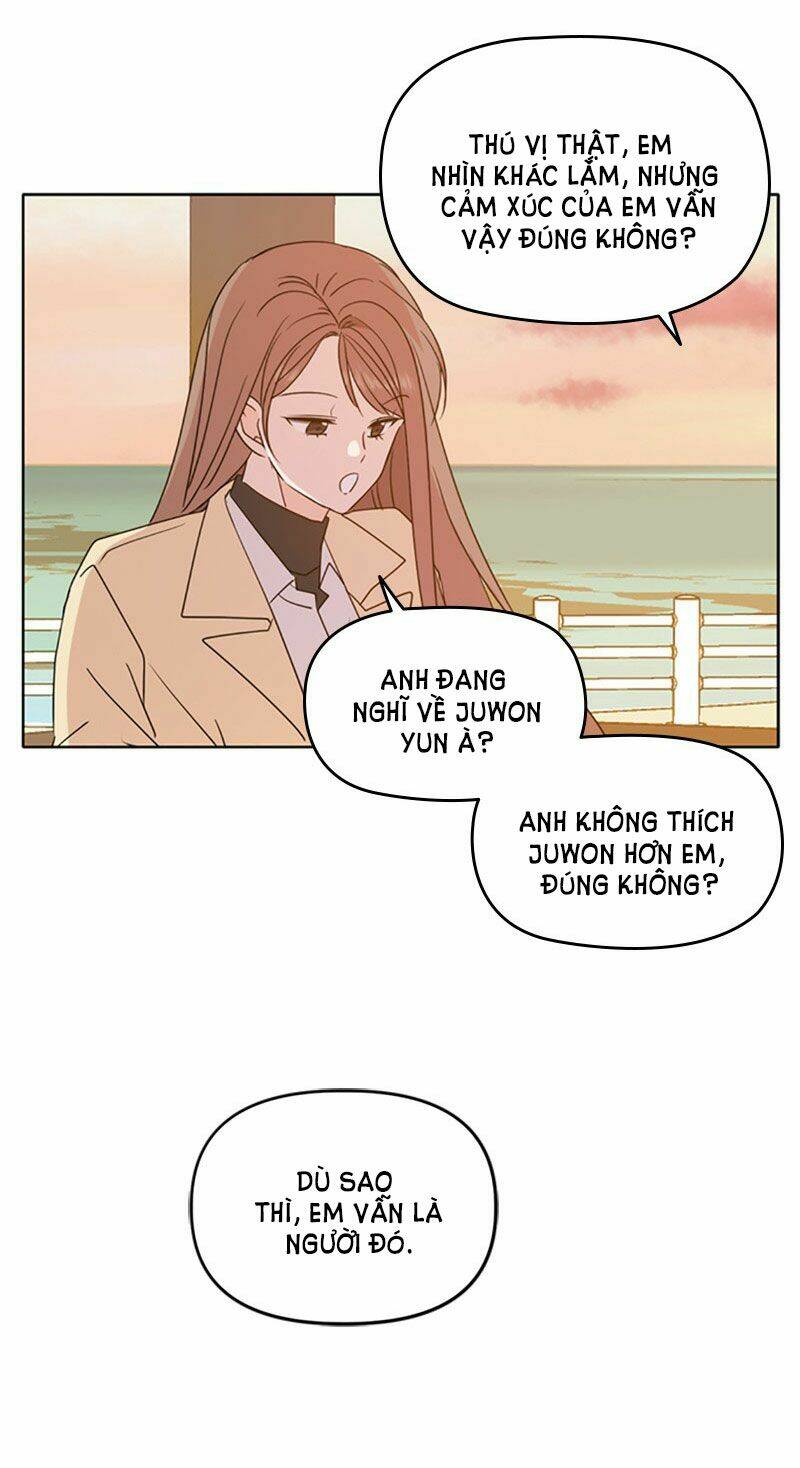 THÚ VỊ THẬT, EM
NHÌN KHÁC LẮM, NHƯNG
CẢM XÚC CỦA EM VẪN
VẬY ĐÚNG KHÔNG?
ANH ĐANG
NGHĨ VỀ JUWON
YUN À?
ANH KHÔNG THÍCH
JUWON HƠN EM,
ĐÚNG KHÔNG?
DÙ SAO
THÌ, EM VẪN LÀ
NGƯỜI ĐÓ.